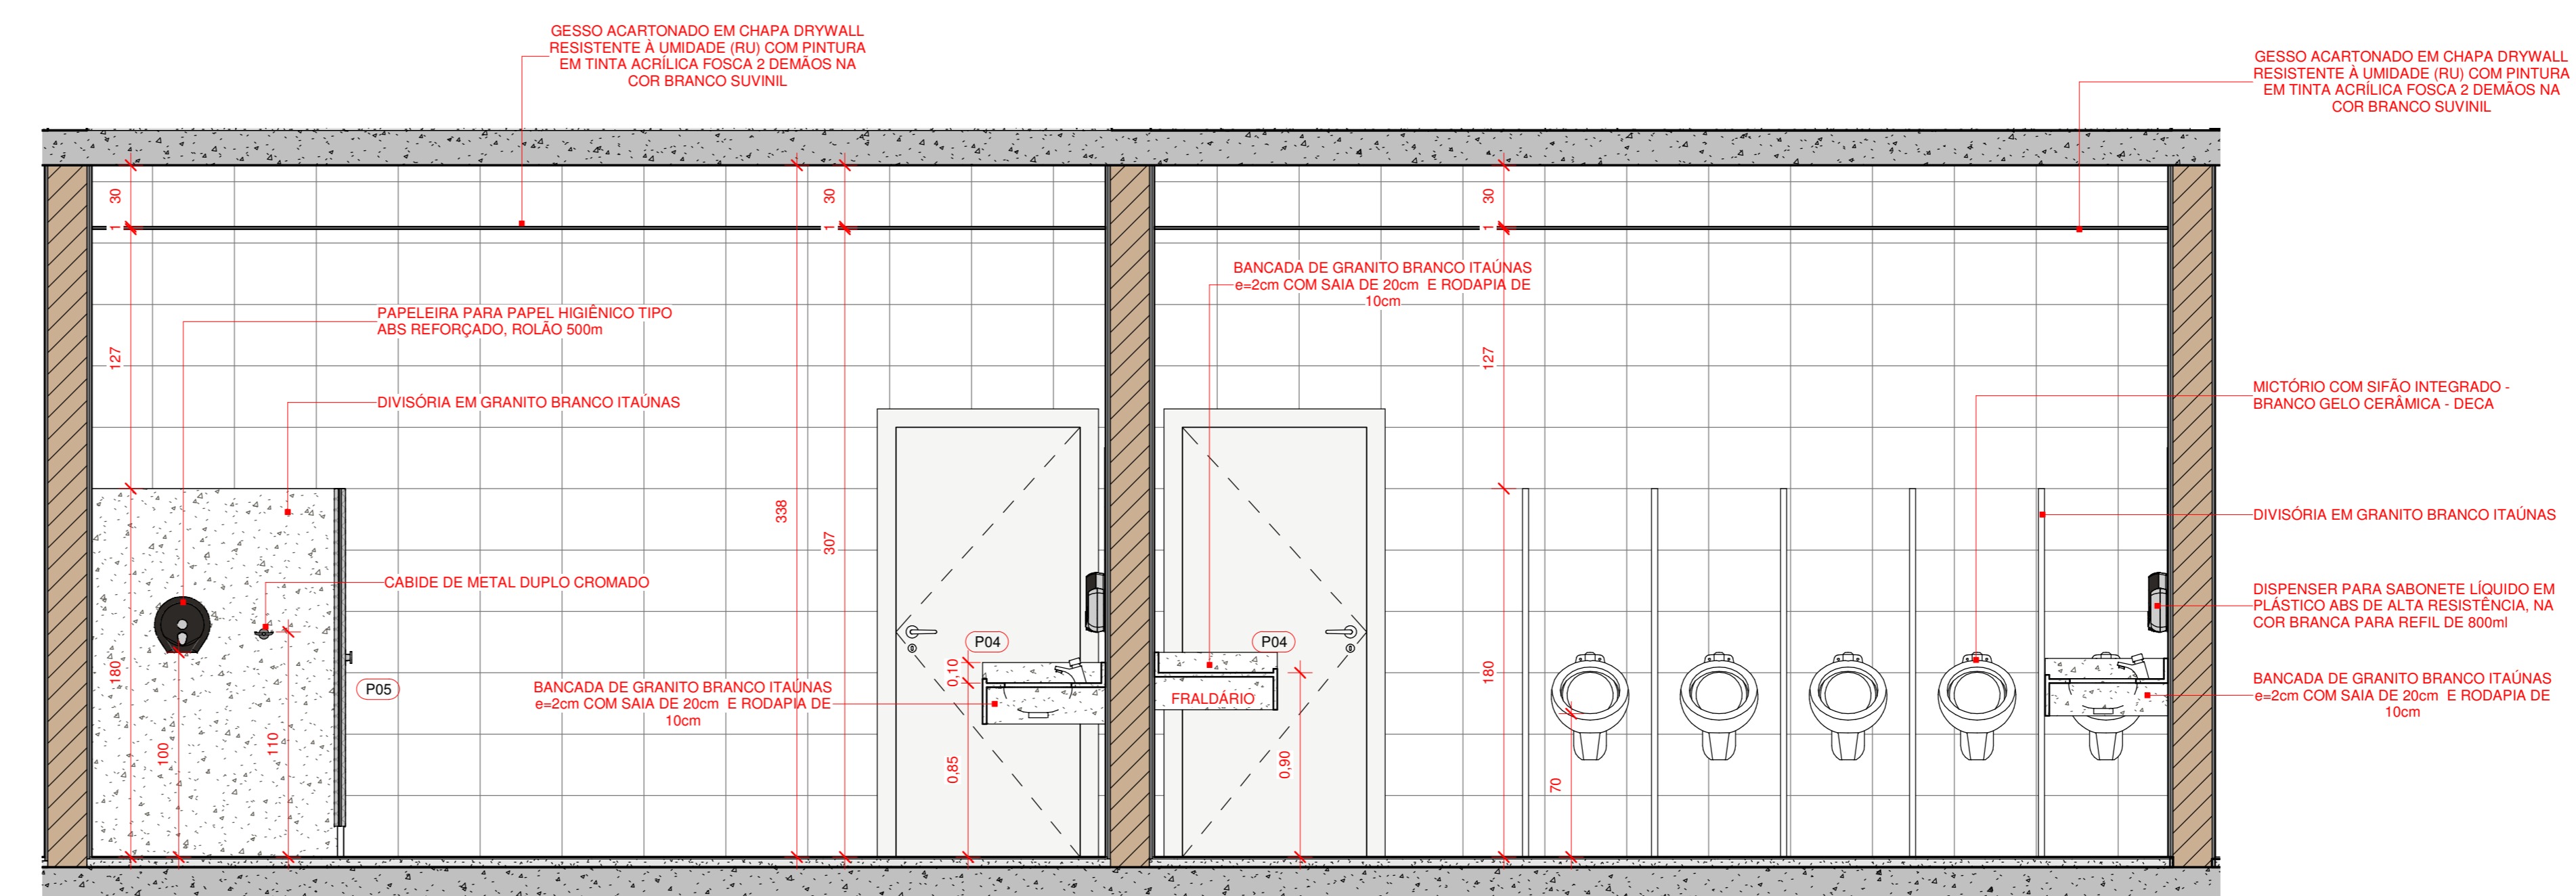 GESSO ACARTONADO EM CHAPA DRYWALL
RESISTENTE À UMIDADE (RU) COM PINTURA
EM TINTA ACRÍLICA FOSCA 2 DEMÃOS NA
COR BRANCO SUVINIL
GESSO ACARTONADO EM CHAPA DRYWALL
RESISTENTE À UMIDADE (RU) COM PINTURA
EM TINTA ACRÍLICA FOSCA 2 DEMÃOS NA
COR BRANCO SUVINIL
30
30
30
1
1
1
BANCADA DE GRANITO BRANCO ITAÚNAS
e=2cm COM SAIA DE 20cm E RODAPIA DE
10cm
PAPELEIRA PARA PAPEL HIGIÊNICO TIPO
ABS REFORÇADO, ROLÃO 500m
127
127
DIVISÓRIA EM GRANITO BRANCO ITAÚNAS
MICTÓRIO COM SIFÃO INTEGRADO -
BRANCO GELO CERÂMICA - DECA
338
307
DIVISÓRIA EM GRANITO BRANCO ITAÚNAS
CABIDE DE METAL DUPLO CROMADO
DISPENSER PARA SABONETE LÍQUIDO EM
PLÁSTICO ABS DE ALTA RESISTÊNCIA, NA
COR BRANCA PARA REFIL DE 800ml
P04
P04
180
0,10
180
P05
BANCADA DE GRANITO BRANCO ITAÚNAS
e=2cm COM SAIA DE 20cm E RODAPIA DE
10cm
FRALDÁRIO
BANCADA DE GRANITO BRANCO ITAÚNAS
e=2cm COM SAIA DE 20cm E RODAPIA DE
10cm
100
110
0,85
0,90
70